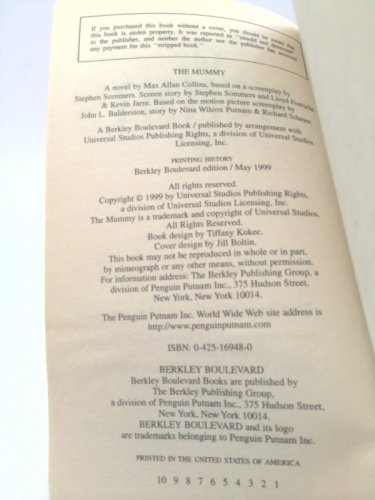 If you purchased this book without a cover, you should be aware that
this book is stolen property. It was reported as "unsold and destroyed"
to the publisher, and neither the author nor the publisher has received
any payment for this "stripped book."
THE MUMMY
A novel by Max Allan Collins, based on a screenplay by
Stephen Sommers. Screen story by Stephen Sommers and Lloyd Fonvielle
& Kevin Jarre. Based on the motion picture screenplay by
John L. Balderston, story by Nina Wilcox Putnam & Richard Schayer.
A Berkley Boulevard Book / published by arrangement with
Universal Studios Publishing Rights, a division of Universal Studios
Licensing, Inc.
PRINTING HISTORY
Berkley Boulevard edition / May 1999
All rights reserved.
Copyright © 1999 by Universal Studios Publishing Rights,
a division of Universal Studios Licensing, Inc.
The Mummy is a trademark and copyright of Universal Studios.
All Rights Reserved.
Book design by Tiffany Kukec.
Cover design by Jill Boltin.
This book may not be reproduced in whole or in part,
by mimeograph or any other means, without permission.
For information address: The Berkley Publishing Group, a
division of Penguin Putnam Inc., 375 Hudson Street,
New York, New York 10014.
The Penguin Putnam Inc. World Wide Web site address is
http://www.penguinputnam.com
ISBN: 0-425-16948-0
BERKLEY BOULEVARD
Berkley Boulevard Books are published by
The Berkley Publishing Group,
a division of Penguin Putnam Inc., 375 Hudson Street,
New York, New York 10014.
BERKLEY BOULEVARD and its logo
are trademarks belonging to Penguin Putnam Inc.
PRINTED IN THE UNITED STATES OF AMERICA
10 9 8 7 6 5 4 3 2 1